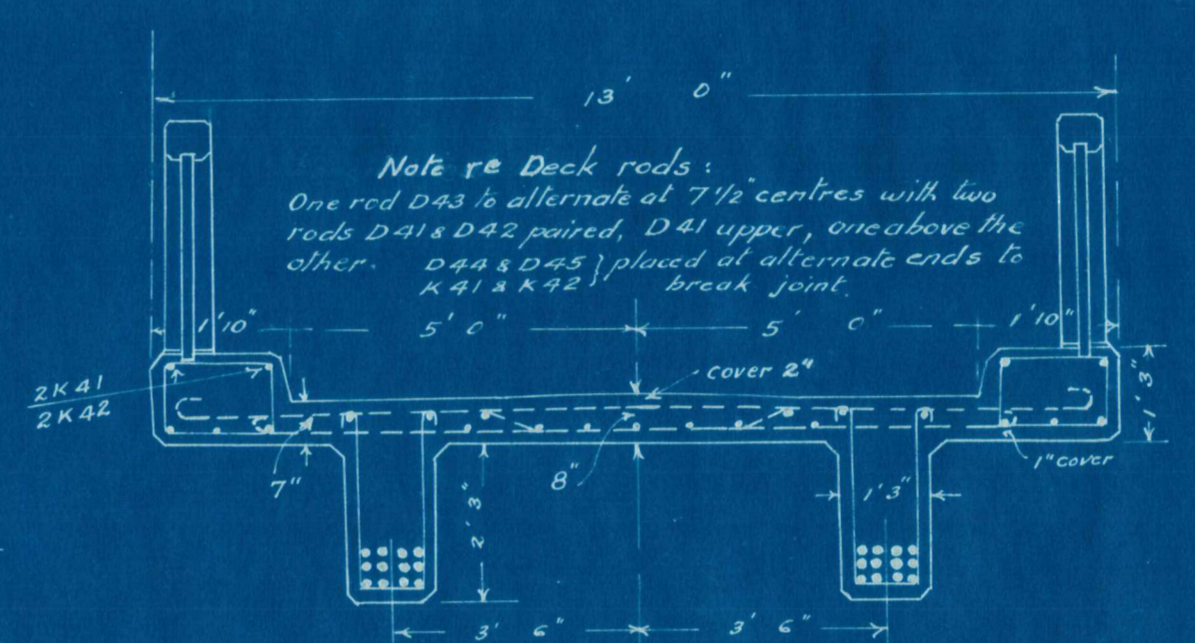 13' 0"
Note re Deck rods:
One rod D43 to alternate at 7 1/2" centres with two
rods D41 & D42 paired, D41 upper, one above the
other. D44 & D45 } placed at alternate ends to
K41 & K42 } break joint.
1'10"
5' 0"
5' 0"
1'10"
cover 2"
2K41
2K42
1'3"
7"
8"
1" cover
2'3"
1'3"
3' 6"
3' 6"